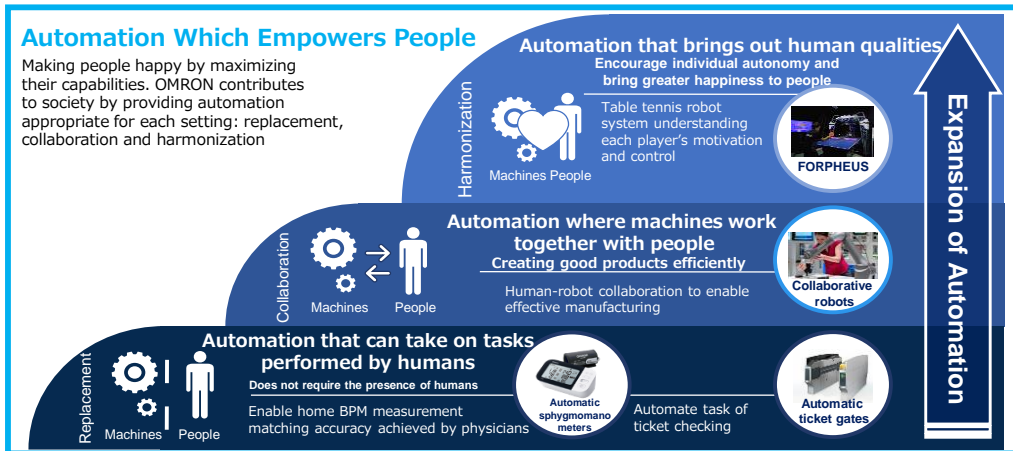 Automation Which Empowers People
Making people happy by maximizing
their capabilities. OMRON contributes
to society by providing automation
appropriate for each setting: replacement,
collaboration and harmonization
Automation that brings out human qualities
Encourage individual autonomy and
bring greater happiness to people
Harmonization
Machines People
Table tennis robot
system understanding
each player's motivation
and control
FORPHEUS
Collaboration
Machines
People
Automation where machines work
together with people
Creating good products efficiently
Human-robot collaboration to enable
effective manufacturing
Collaborative
robots
Replacement
Machines
People
Automation that can take on tasks
performed by humans
Does not require the presence of humans
Enable home BPM measurement
matching accuracy achieved by physicians
Automatic
sphygmomano
meters
Automate task of
ticket checking
Automatic
ticket gates
Expansion of Automation